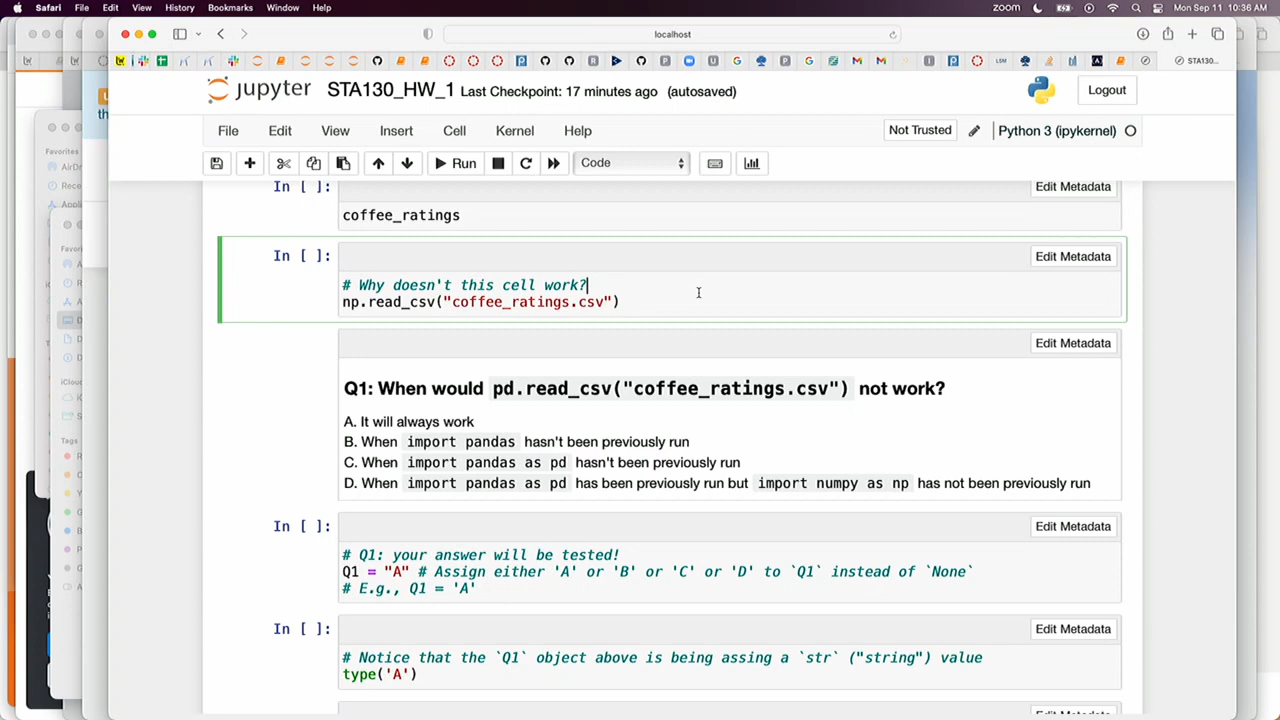 Safari File Edit View History Bookmarks Window Help
zoom Mon Sep 11 10:36 AM
localhost
STA130...
jupyter STA130_HW_1 Last Checkpoint: 17 minutes ago (autosaved)
Logout
File Edit View Insert Cell Kernel Help
Not Trusted
Python 3 (ipykernel)
Run
Code
Favorites
In [ ]:
Edit Metadata
coffee_ratings
In [ ]:
Edit Metadata
# Why doesn't this cell work?
np.read_csv("coffee_ratings.csv")
Edit Metadata
Q1: When would pd.read_csv("coffee_ratings.csv") not work?
A. It will always work
B. When import pandas hasn't been previously run
C. When import pandas as pd hasn't been previously run
D. When import pandas as pd has been previously run but import numpy as np has not been previously run
In [ ]:
Edit Metadata
# Q1: your answer will be tested!
Q1 = "A" # Assign either 'A' or 'B' or 'C' or 'D' to `Q1` instead of `None`
# E.g., Q1 = 'A'
In [ ]:
Edit Metadata
# Notice that the `Q1` object above is being assing a `str` ("string") value
type('A')
Tags